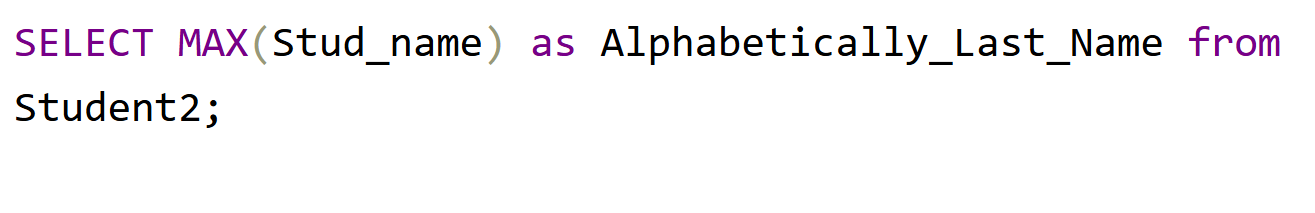 SELECT MAX(Stud_name) as Alphabetically_Last_Name from
Student2;